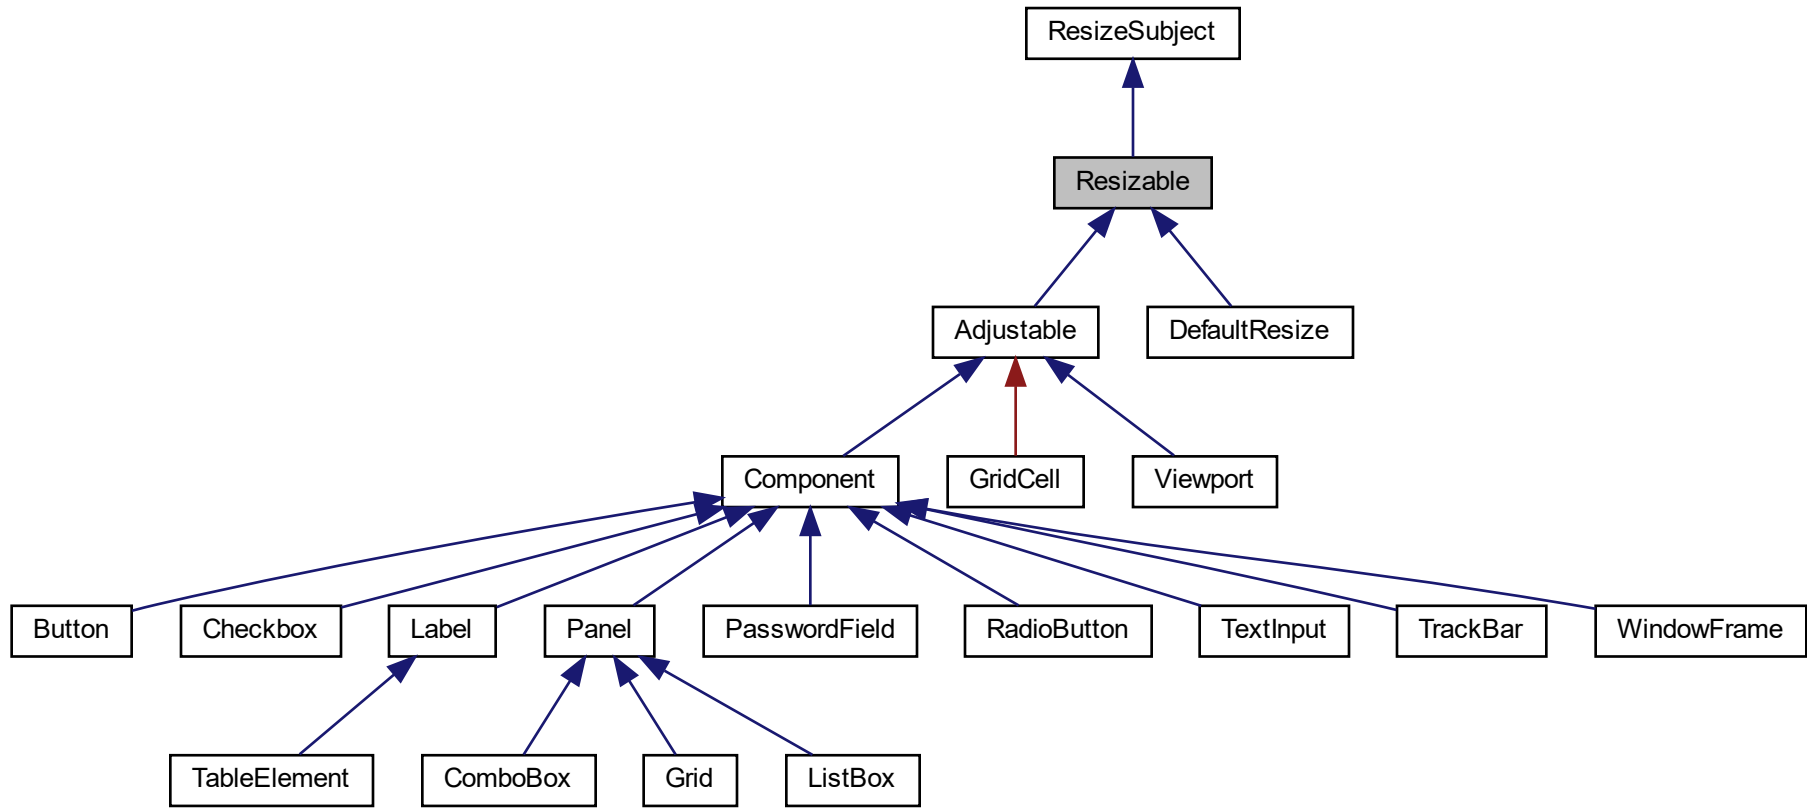 ResizeSubject
Resizable
Adjustable
DefaultResize
Component
GridCell
Viewport
Button
Checkbox
Label
Panel
PasswordField
RadioButton
TextInput
TrackBar
WindowFrame
TableElement
ComboBox
Grid
ListBox